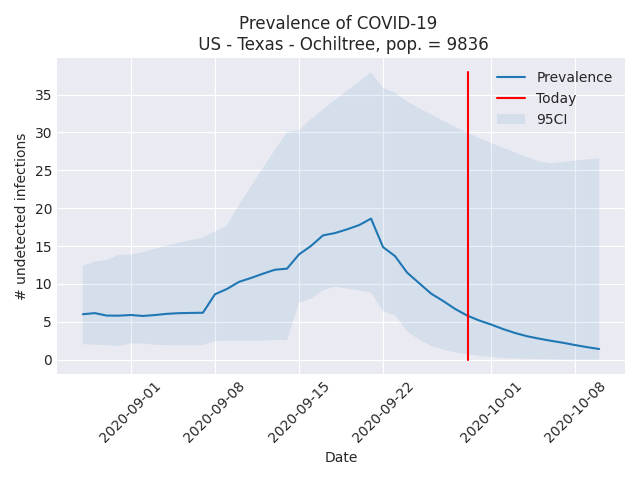 Prevalence of COVID-19
US - Texas - Ochiltree, pop. = 9836
Prevalence
Today
95CI
# undetected infections
35
30
25
20
15
10
5
0
2020-09-01
2020-09-08
2020-09-15
2020-09-22
2020-10-01
2020-10-08
Date